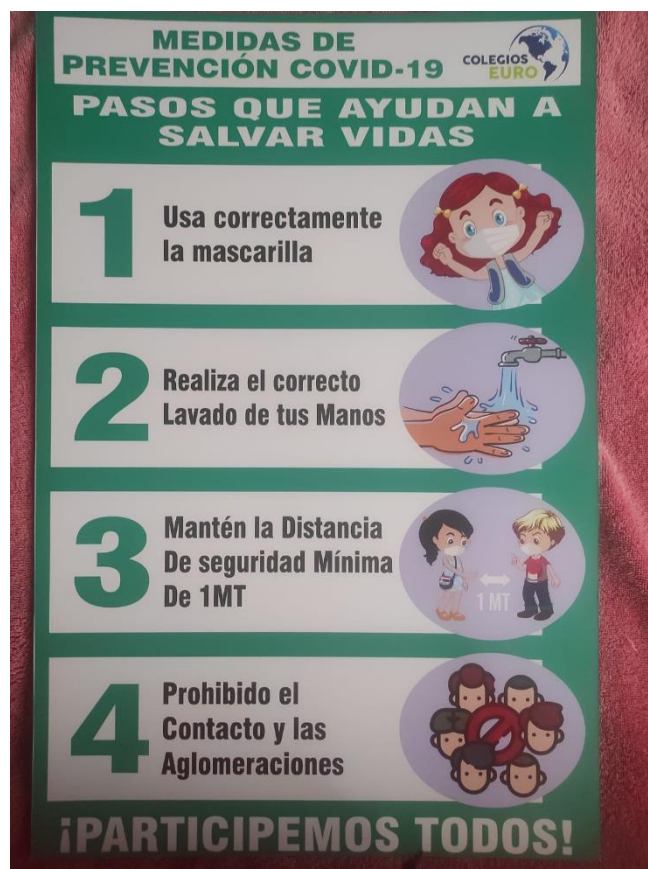 MEDIDAS DE
PREVENCIÓN COVID-19
COLEGIOS
EURO
PASOS QUE AYUDAN A
SALVAR VIDAS
1
Usa correctamente
la mascarilla
2
Realiza el correcto
Lavado de tus Manos
3
Mantén la Distancia
De seguridad Mínima
De 1MT
1 MT
4
Prohibido el
Contacto y las
Aglomeraciones
¡PARTICIPEMOS TODOS!